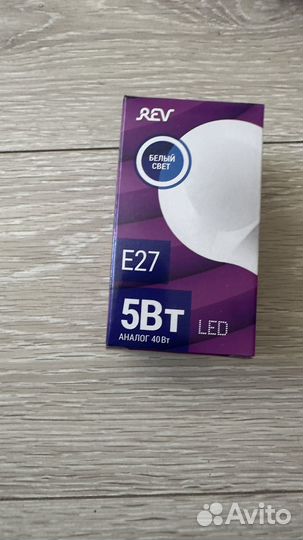 REV
БЕЛЫЙ
СВЕТ
E27
5Вт
АНАЛОГ 40Вт
LED
Avito